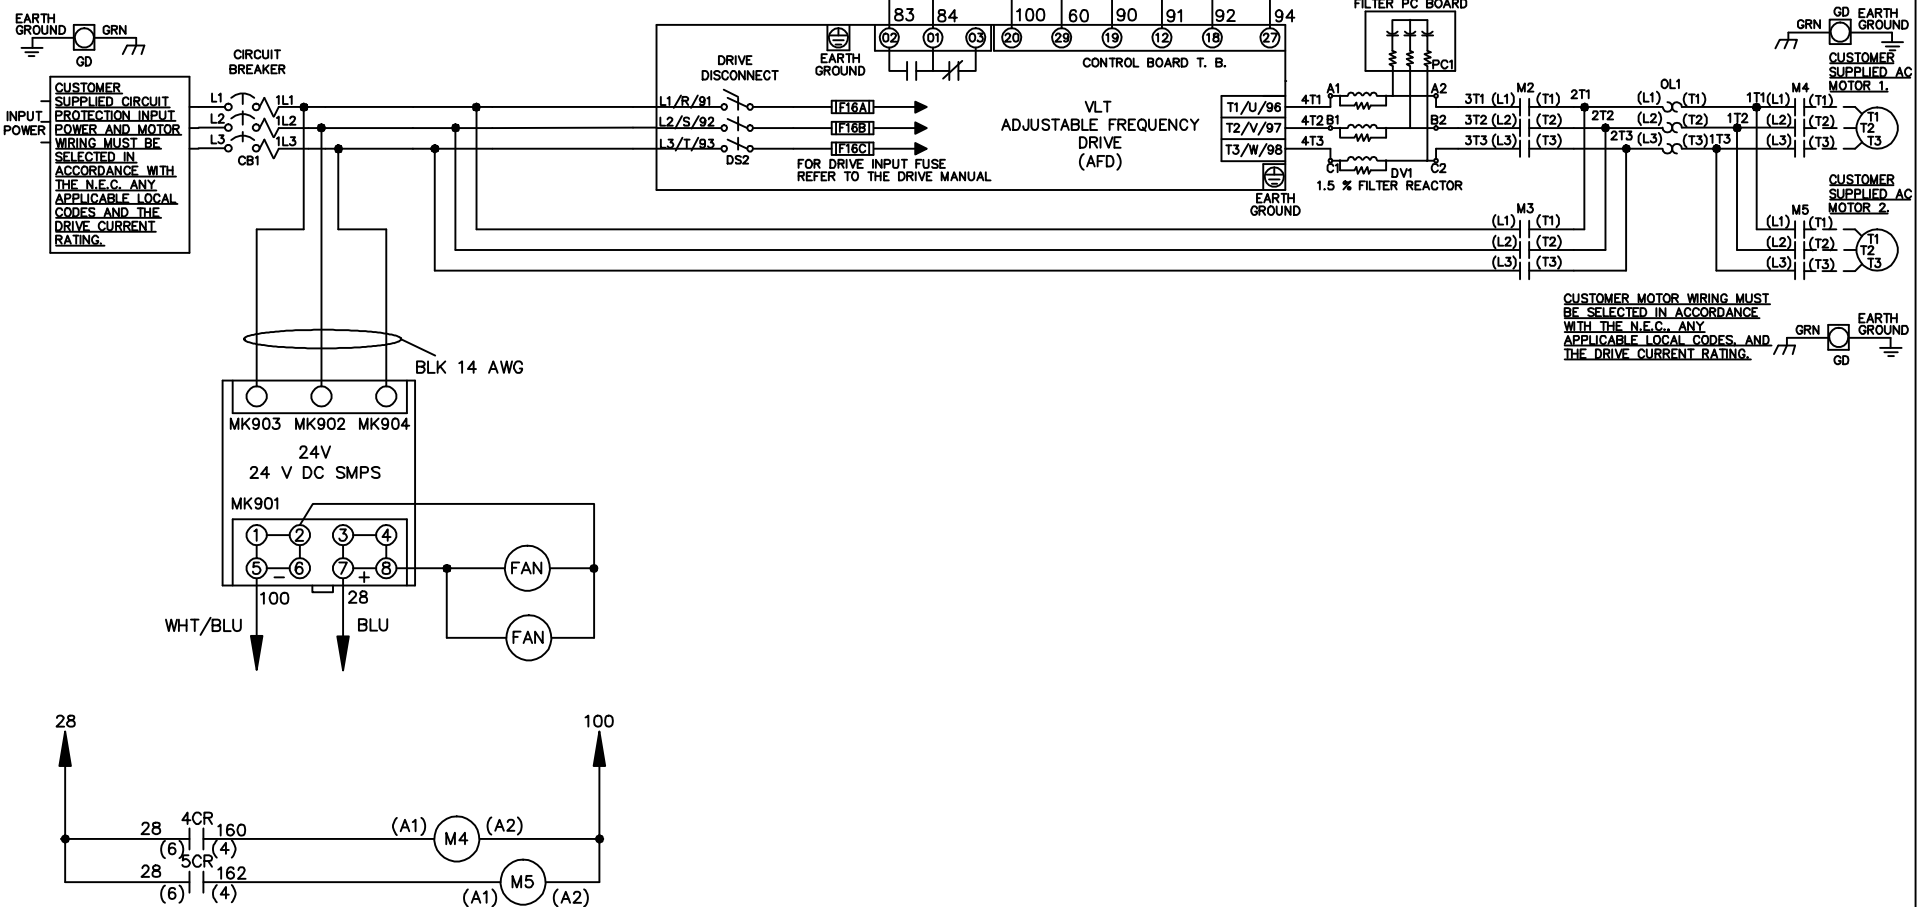 83 84 100 60 90 91 92 94
FILTER PC BOARD
EARTH
GROUND
GRN
GD
GD
GRN
EARTH
GROUND
02 01 03 20 29 19 12 18 27
CIRCUIT
BREAKER
DRIVE
DISCONNECT
EARTH
GROUND
CONTROL BOARD T. B.
PC1
CUSTOMER
SUPPLIED AC
MOTOR 1.
INPUT
POWER
CUSTOMER
SUPPLIED CIRCUIT
PROTECTION INPUT
POWER AND MOTOR
WIRING MUST BE
SELECTED IN
ACCORDANCE WITH
THE N.E.C. ANY
APPLICABLE LOCAL
CODES AND THE
DRIVE CURRENT
RATING.
L1 1L1
L2 1L2
L3 1L3
CB1
L1/R/91 F16A
L2/S/92 F16B
L3/T/93 F16C
DS2
FOR DRIVE INPUT FUSE
REFER TO THE DRIVE MANUAL
VLT
ADJUSTABLE FREQUENCY
DRIVE
(AFD)
T1/U/96 4T1 A1 A2 3T1 (L1) M2 (T1) 2T1 (L1) OL1 (T1) 1T1 (L1) M4 (T1) T1
T2/V/97 4T2 B1 B2 3T2 (L2) (T2) 2T2 (L2) (T2) 1T2 (L2) (T2) T2
T3/W/98 4T3 C1 C2 3T3 (L3) (T3) 2T3 (L3) (T3) 1T3 (L3) (T3) T3
DV1
1.5 % FILTER REACTOR
EARTH
GROUND
CUSTOMER
SUPPLIED AC
MOTOR 2.
M3 M5
(L1) (T1) (L1) (T1) T1
(L2) (T2) (L2) (T2) T2
(L3) (T3) (L3) (T3) T3
CUSTOMER MOTOR WIRING MUST
BE SELECTED IN ACCORDANCE
WITH THE N.E.C., ANY
APPLICABLE LOCAL CODES, AND
THE DRIVE CURRENT RATING.
GRN
GD
EARTH
GROUND
BLK 14 AWG
MK903 MK902 MK904
24V
24 V DC SMPS
MK901
1 2 3 4
5 - 6 7 + 8
FAN
FAN
100 28
WHT/BLU BLU
28 100
4CR
28 160 (A1) M4 (A2)
(6) (4)
5CR
28 162
(6) (4) (A1) M5 (A2)